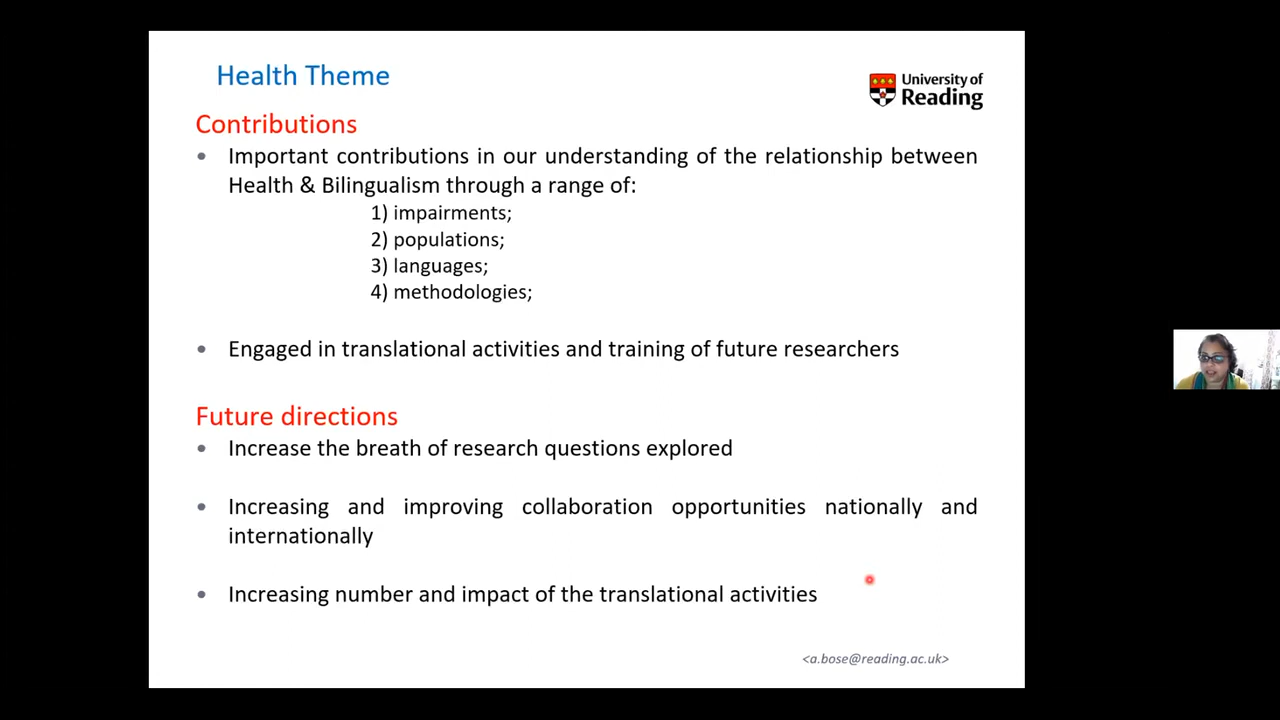 Health Theme
University of
Reading
Contributions
• Important contributions in our understanding of the relationship between
Health & Bilingualism through a range of:
1) impairments;
2) populations;
3) languages;
4) methodologies;
• Engaged in translational activities and training of future researchers
Future directions
• Increase the breath of research questions explored
• Increasing and improving collaboration opportunities nationally and
internationally
• Increasing number and impact of the translational activities
<a.bose@reading.ac.uk>